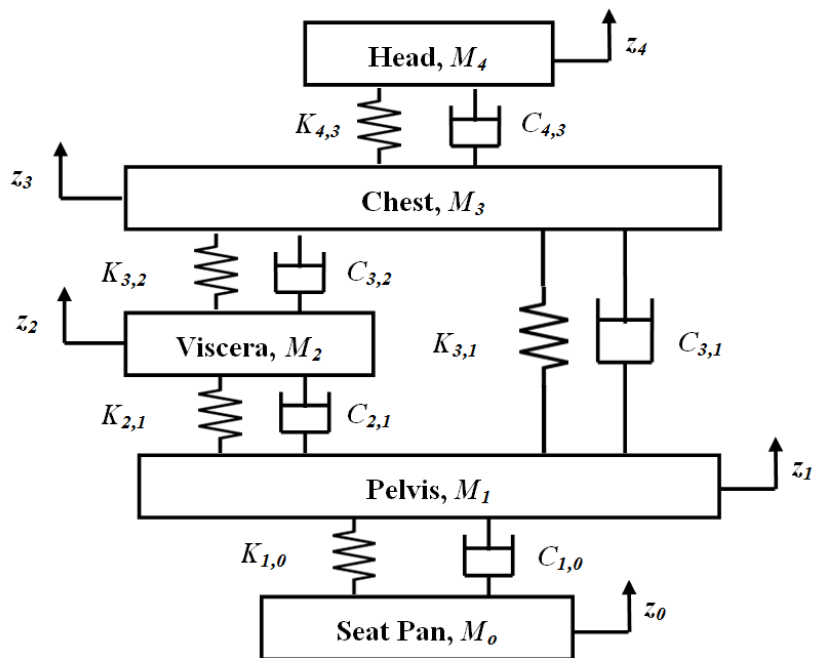 Head, M4
z4
K4,3
C4,3
z3
Chest, M3
K3,2
C3,2
z2
Viscera, M2
K3,1
C3,1
K2,1
C2,1
z1
Pelvis, M1
K1,0
C1,0
z0
Seat Pan, Mo